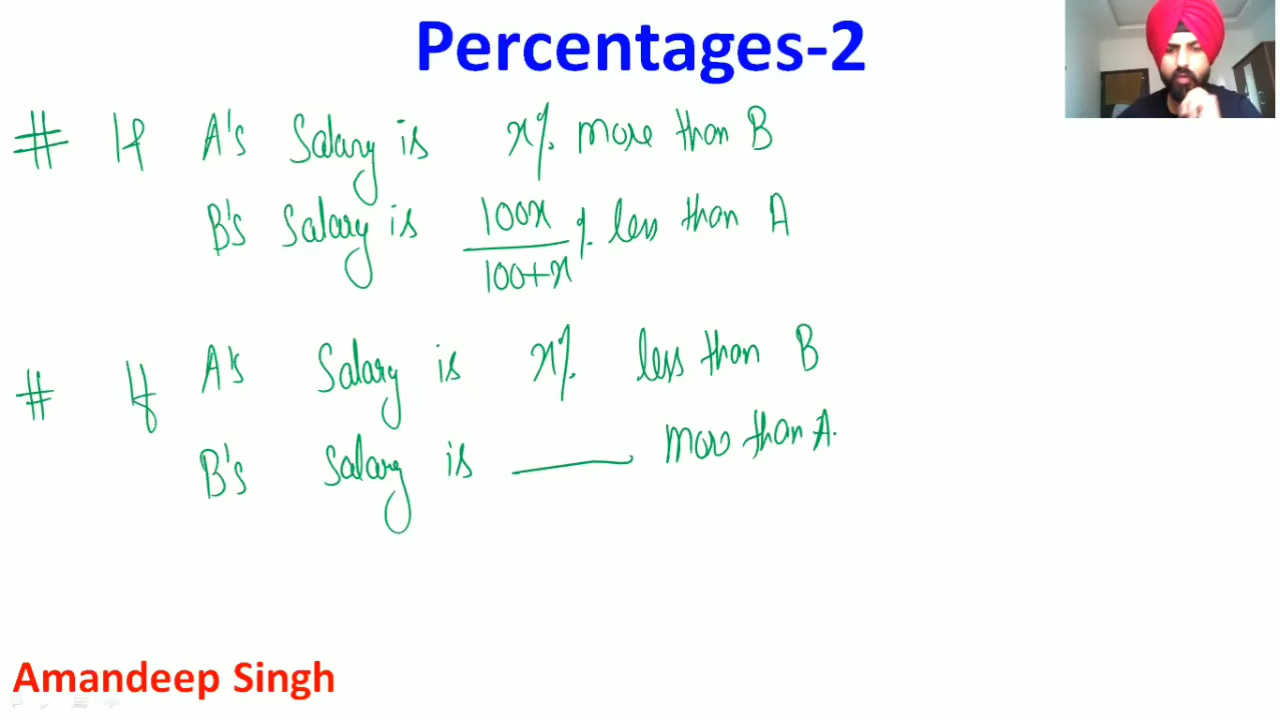 Percentages-2
# If A's Salary is x% more than B
B's Salary is 100x/100+x % less than A
# If A's Salary is x% less than B
B's Salary is ____ more than A.
Amandeep Singh